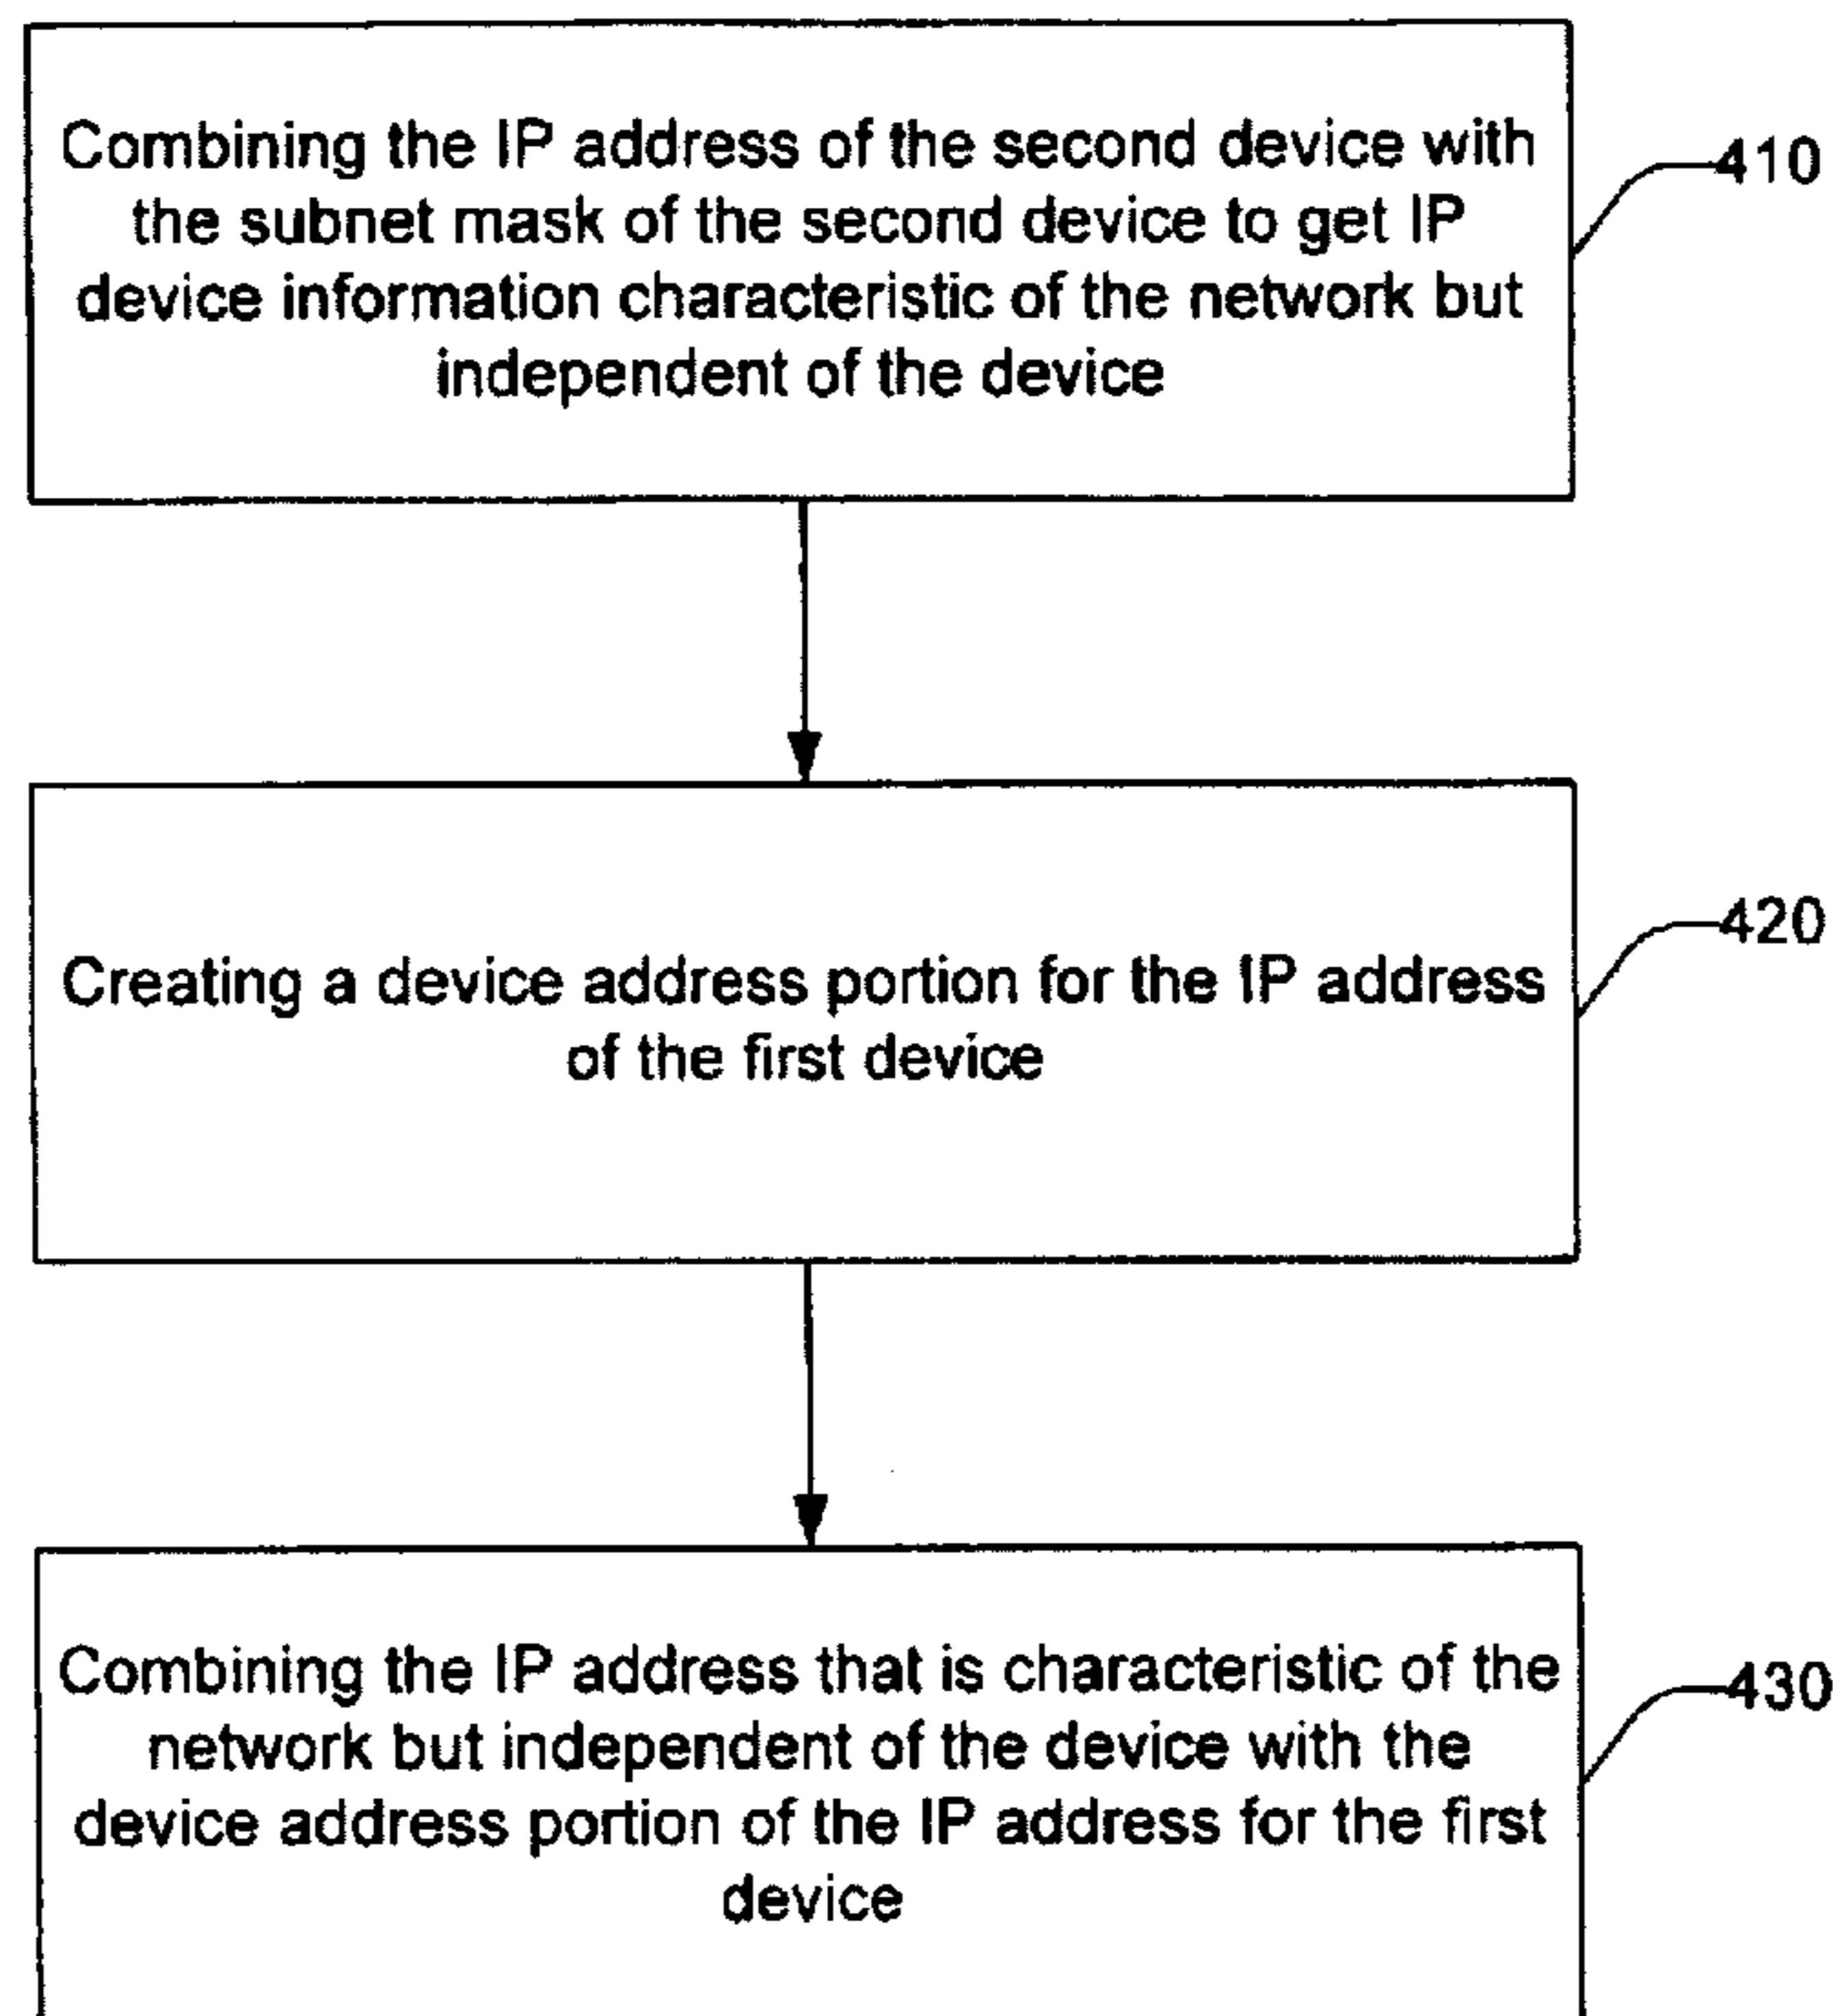 Combining the IP address of the second device with
the subnet mask of the second device to get IP
device information characteristic of the network but
independent of the device
410
Creating a device address portion for the IP address
of the first device
420
Combining the IP address that is characteristic of the
network but independent of the device with the
device address portion of the IP address for the first
device
430